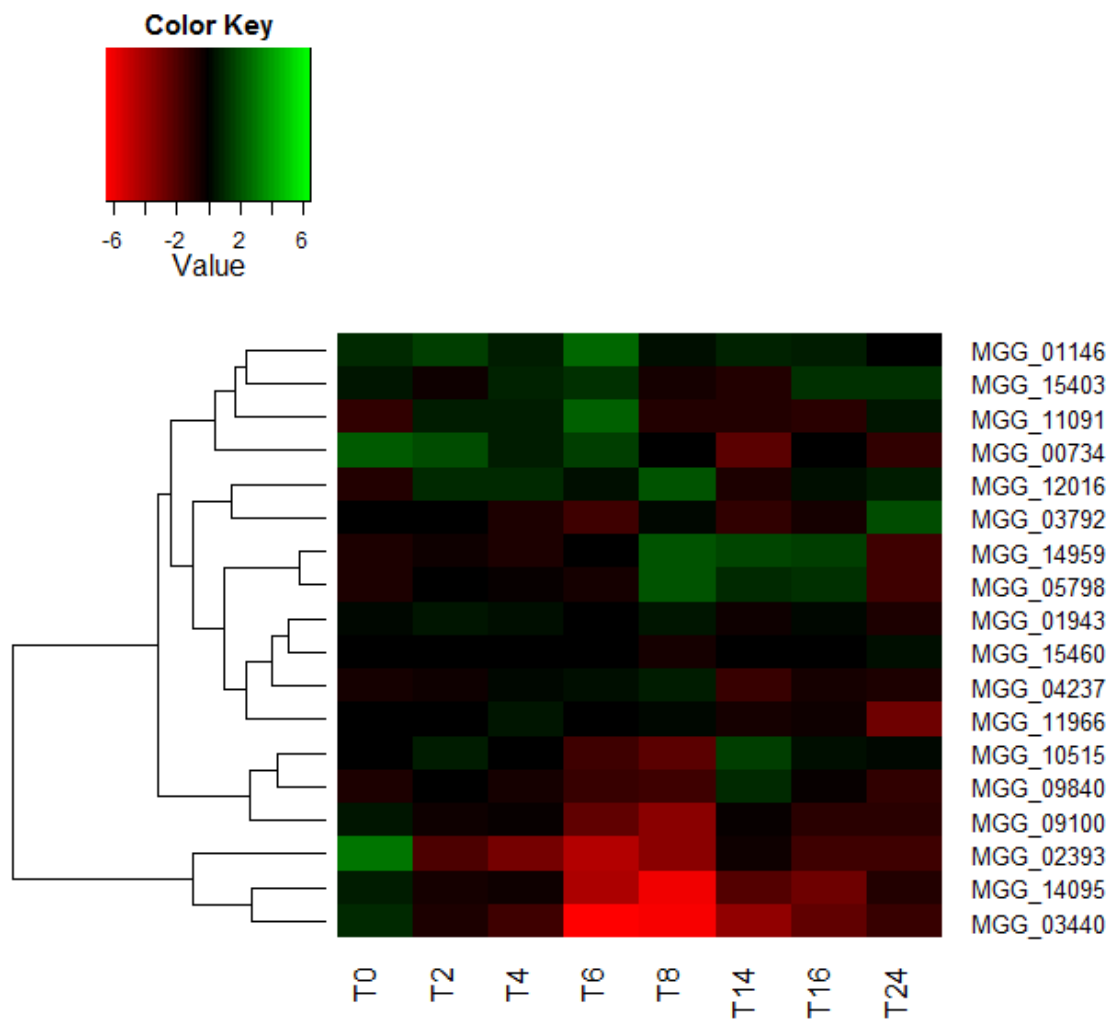 Color Key
-6 -2 2 6
Value
MGG_01146
MGG_15403
MGG_11091
MGG_00734
MGG_12016
MGG_03792
MGG_14959
MGG_05798
MGG_01943
MGG_15460
MGG_04237
MGG_11966
MGG_10515
MGG_09840
MGG_09100
MGG_02393
MGG_14095
MGG_03440
T0 T2 T4 T6 T8 T14 T16 T24